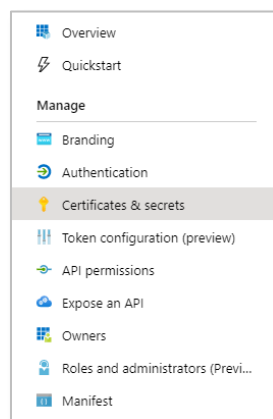 Overview
Quickstart
Manage
Branding
Authentication
Certificates & secrets
Token configuration (preview)
API permissions
Expose an API
Owners
Roles and administrators (Previ...
Manifest